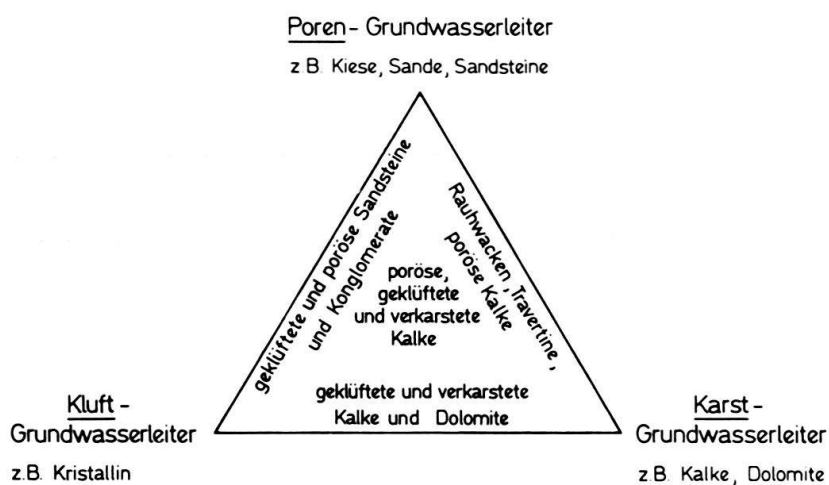 Poren- Grundwasserleiter
z.B. Kiese, Sande, Sandsteine
geklüftete und poröse Sandsteine
und Konglomerate
Rauhwacken, Travertine,
poröse Kalke
poröse,
geklüftete
und verkarstete
Kalke
geklüftete und verkarstete
Kalke und Dolomite
Kluft-
Grundwasserleiter
z.B. Kristallin
Karst-
Grundwasserleiter
z.B. Kalke, Dolomite